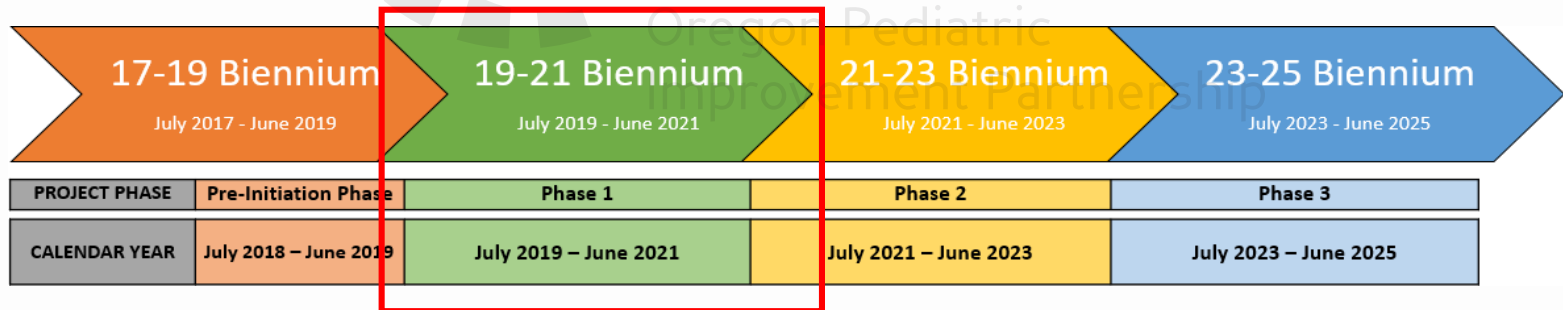 Oregon Pediatric
Improvement Partnership
17-19 Biennium
July 2017 - June 2019
19-21 Biennium
July 2019 - June 2021
21-23 Biennium
July 2021 - June 2023
23-25 Biennium
July 2023 - June 2025
PROJECT PHASE Pre-Initiation Phase Phase 1 Phase 2 Phase 3
CALENDAR YEAR July 2018 – June 2019 July 2019 – June 2021 July 2021 – June 2023 July 2023 – June 2025